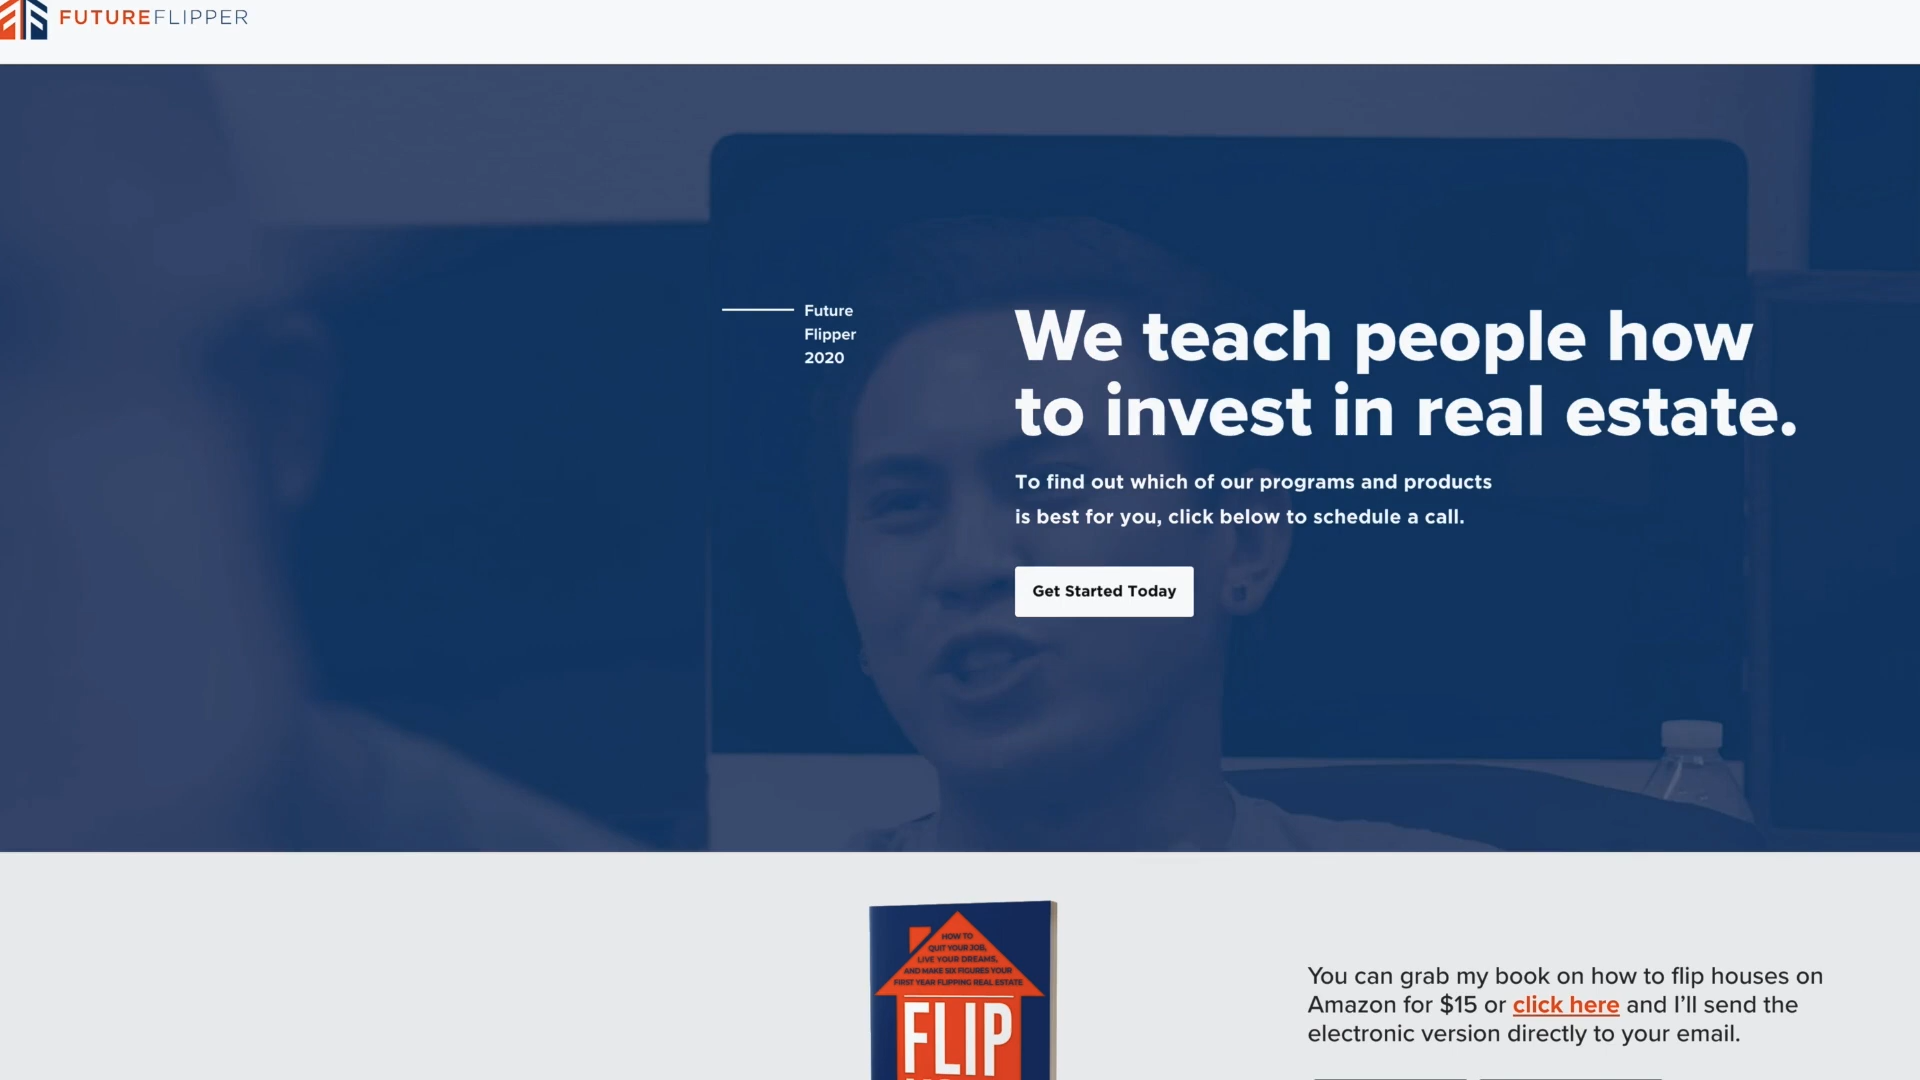 FUTUREFLIPPER
Future
Flipper
2020
We teach people how
to invest in real estate.
To find out which of our programs and products
is best for you, click below to schedule a call.
Get Started Today
HOW TO
QUIT YOUR JOB,
LIVE YOUR DREAMS,
AND MAKE SIX FIGURES YOUR
FIRST YEAR FLIPPING REAL ESTATE
FLIP
You can grab my book on how to flip houses on
Amazon for $15 or click here and I’ll send the
electronic version directly to your email.